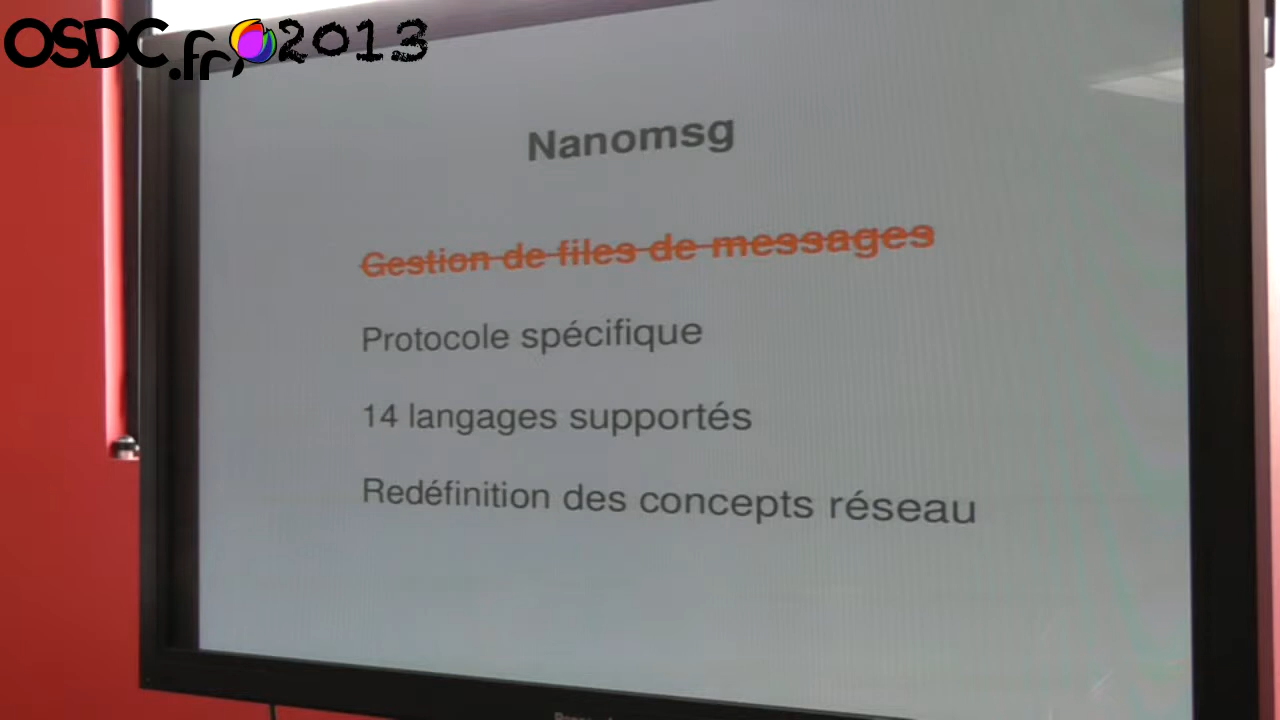 OSDC.fr 2013
Nanomsg
Gestion de files de messages
Protocole spécifique
14 langages supportés
Redéfinition des concepts réseau